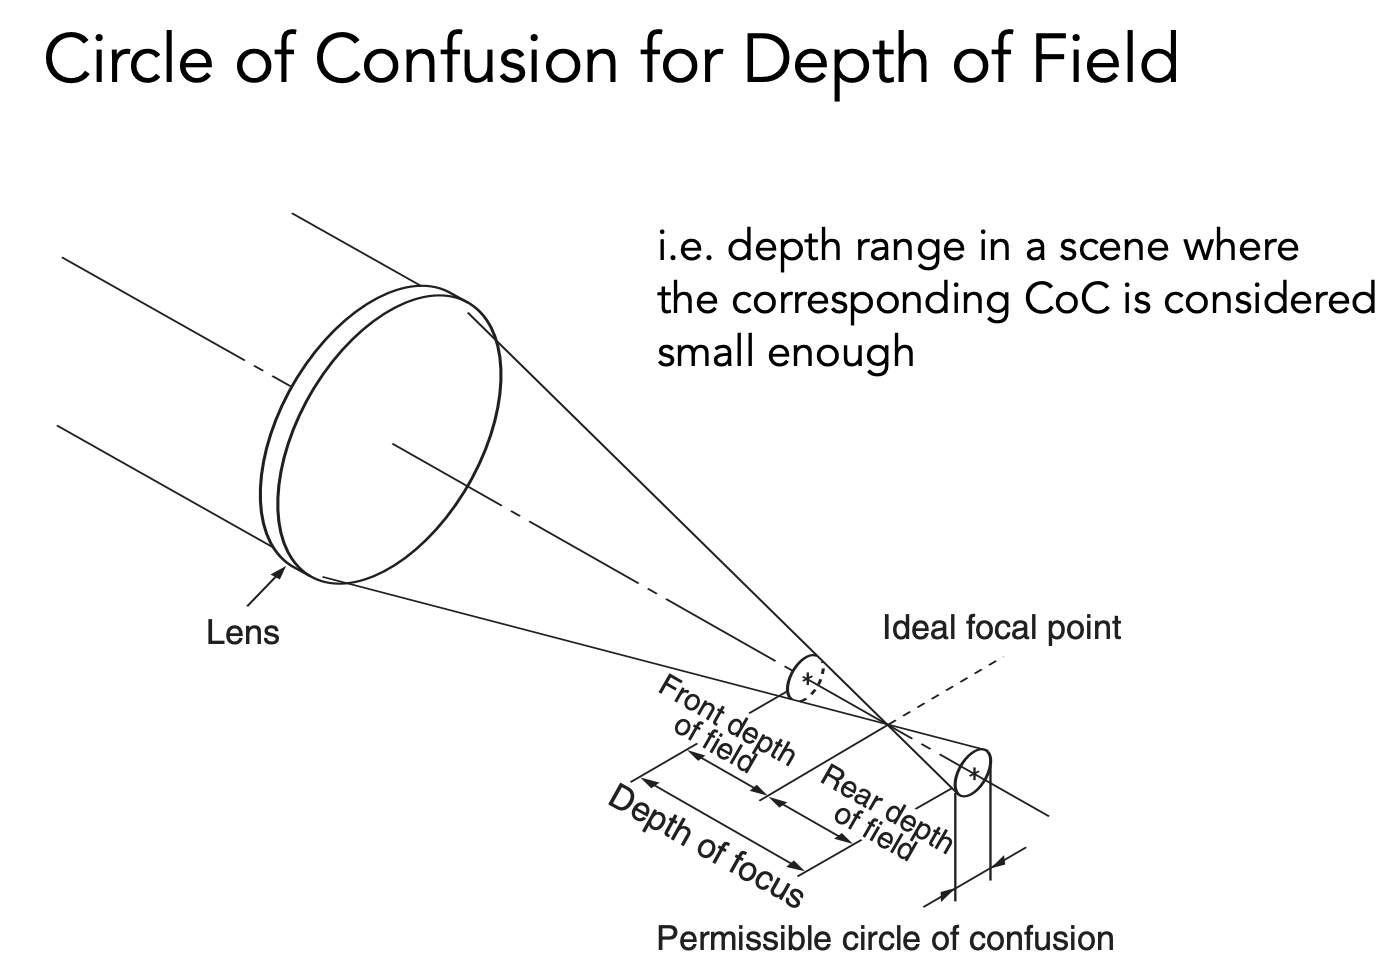 Circle of Confusion for Depth of Field
i.e. depth range in a scene where
the corresponding CoC is considered
small enough
Lens
Ideal focal point
Front depth
of field
Rear depth
of field
Depth of focus
Permissible circle of confusion